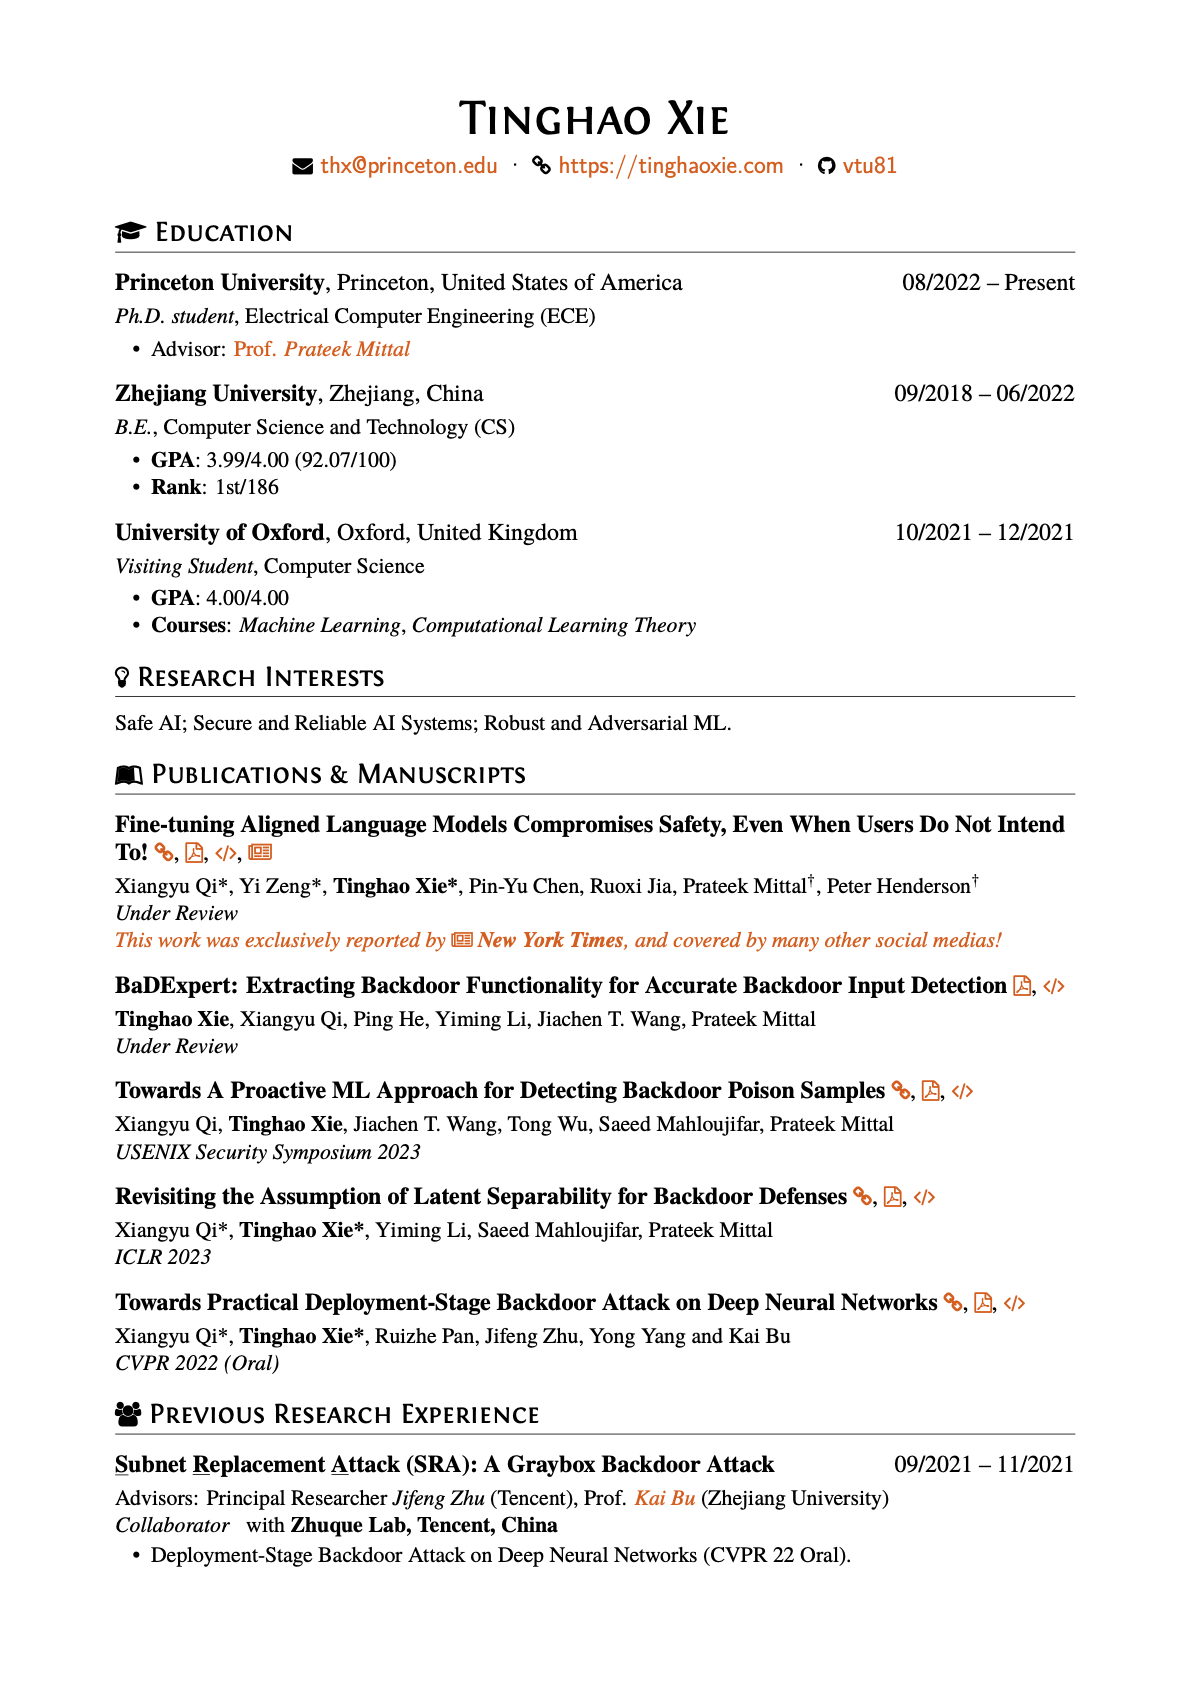 Tinghao Xie
thx@princeton.edu · https://tinghaoxie.com · vtu81
Education
Princeton University, Princeton, United States of America 08/2022 – Present
Ph.D. student, Electrical Computer Engineering (ECE)
• Advisor: Prof. Prateek Mittal
Zhejiang University, Zhejiang, China 09/2018 – 06/2022
B.E., Computer Science and Technology (CS)
• GPA: 3.99/4.00 (92.07/100)
• Rank: 1st/186
University of Oxford, Oxford, United Kingdom 10/2021 – 12/2021
Visiting Student, Computer Science
• GPA: 4.00/4.00
• Courses: Machine Learning, Computational Learning Theory
Research Interests
Safe AI; Secure and Reliable AI Systems; Robust and Adversarial ML.
Publications & Manuscripts
Fine-tuning Aligned Language Models Compromises Safety, Even When Users Do Not Intend
To! , , </>,
Xiangyu Qi*, Yi Zeng*, Tinghao Xie*, Pin-Yu Chen, Ruoxi Jia, Prateek Mittal†, Peter Henderson†
Under Review
This work was exclusively reported by New York Times, and covered by many other social medias!
BaDExpert: Extracting Backdoor Functionality for Accurate Backdoor Input Detection , </>
Tinghao Xie, Xiangyu Qi, Ping He, Yiming Li, Jiachen T. Wang, Prateek Mittal
Under Review
Towards A Proactive ML Approach for Detecting Backdoor Poison Samples , , </>
Xiangyu Qi, Tinghao Xie, Jiachen T. Wang, Tong Wu, Saeed Mahloujifar, Prateek Mittal
USENIX Security Symposium 2023
Revisiting the Assumption of Latent Separability for Backdoor Defenses , , </>
Xiangyu Qi*, Tinghao Xie*, Yiming Li, Saeed Mahloujifar, Prateek Mittal
ICLR 2023
Towards Practical Deployment-Stage Backdoor Attack on Deep Neural Networks , , </>
Xiangyu Qi*, Tinghao Xie*, Ruizhe Pan, Jifeng Zhu, Yong Yang and Kai Bu
CVPR 2022 (Oral)
Previous Research Experience
Subnet Replacement Attack (SRA): A Graybox Backdoor Attack 09/2021 – 11/2021
Advisors: Principal Researcher Jifeng Zhu (Tencent), Prof. Kai Bu (Zhejiang University)
Collaborator with Zhuque Lab, Tencent, China
• Deployment-Stage Backdoor Attack on Deep Neural Networks (CVPR 22 Oral).